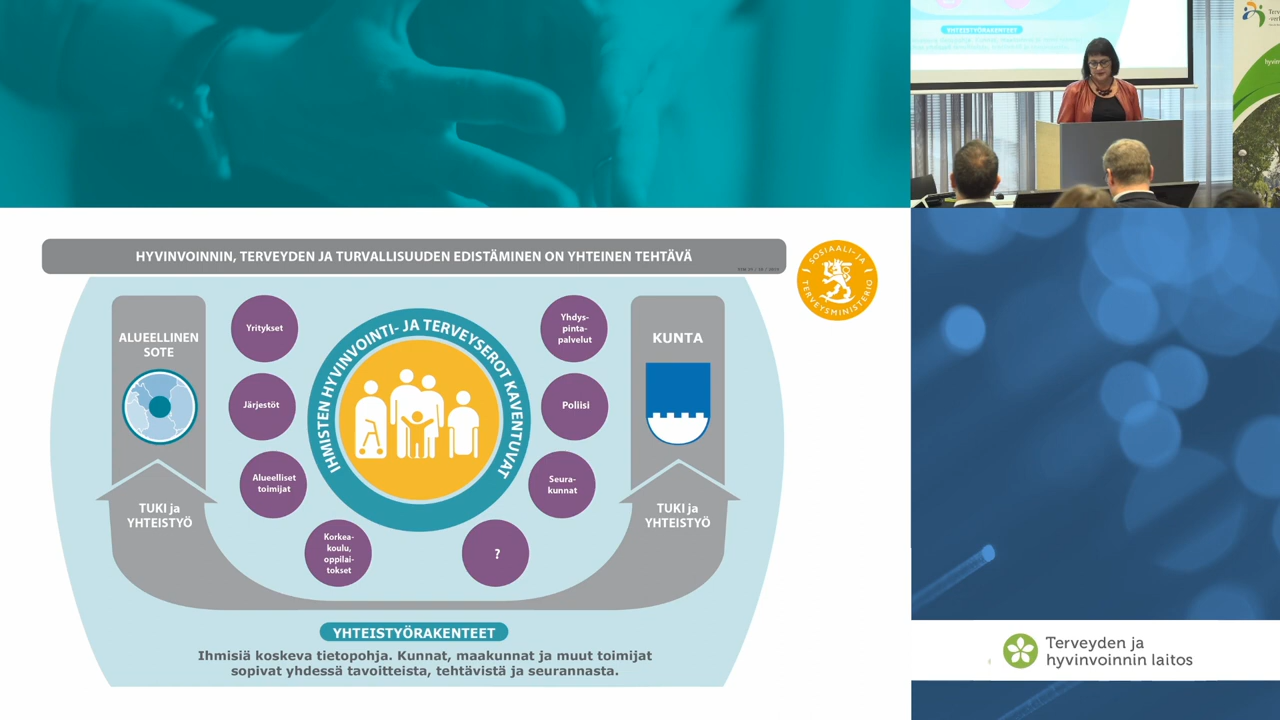 YHTEISTYÖRAKENTEET
HYVINVOINNIN, TERVEYDEN JA TURVALLISUUDEN EDISTÄMINEN ON YHTEINEN TEHTÄVÄ
SOSIAALI- JA TERVEYSMINISTERIÖ
ALUEELLINEN
SOTE
Yritykset
Järjestöt
Alueelliset
toimijat
Korkea-
koulu,
oppilai-
tokset
IHMISTEN HYVINVOINTI- JA TERVEYSEROT KAVENTUVAT
Yhdys-
pinta-
palvelut
Poliisi
Seura-
kunnat
?
KUNTA
TUKI ja
YHTEISTYÖ
TUKI ja
YHTEISTYÖ
YHTEISTYÖRAKENTEET
Ihmisiä koskeva tietopohja. Kunnat, maakunnat ja muut toimijat
sopivat yhdessä tavoitteista, tehtävistä ja seurannasta.
Terveyden ja
hyvinvoinnin laitos